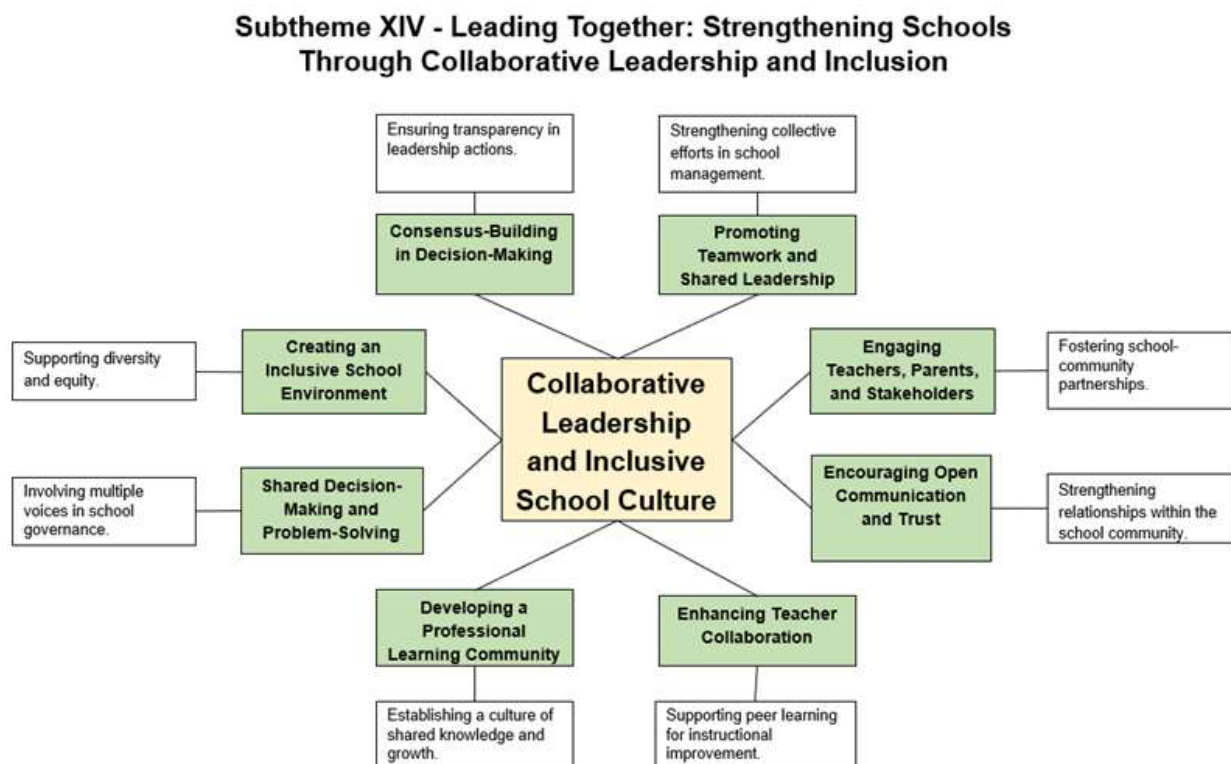 Subtheme XIV - Leading Together: Strengthening Schools
Through Collaborative Leadership and Inclusion
Ensuring transparency in
leadership actions.
Strengthening collective
efforts in school
management.
Consensus-Building
in Decision-Making
Promoting
Teamwork and
Shared Leadership
Supporting diversity
and equity.
Creating an
Inclusive School
Environment
Collaborative
Leadership
and Inclusive
School Culture
Engaging
Teachers, Parents,
and Stakeholders
Fostering school-
community
partnerships.
Involving multiple
voices in school
governance.
Shared Decision-
Making and
Problem-Solving
Encouraging Open
Communication
and Trust
Strengthening
relationships within the
school community.
Developing a
Professional
Learning Community
Enhancing Teacher
Collaboration
Establishing a culture of
shared knowledge and
growth.
Supporting peer learning
for instructional
improvement.